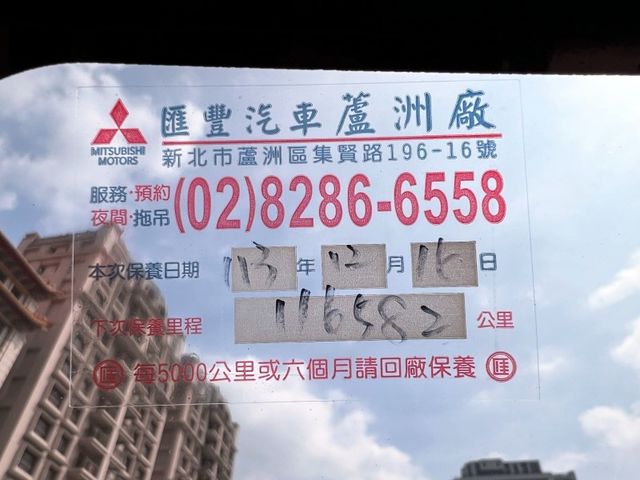 匯豐汽車蘆洲廠
MITSUBISHI
MOTORS
新北市蘆洲區集賢路196-16號
服務·預約
夜間·拖吊
(02)8286-6558
本次保養日期 113 年 12 月 16 日
下次保養里程 116582 公里
匯 每5000公里或六個月請回廠保養 匯